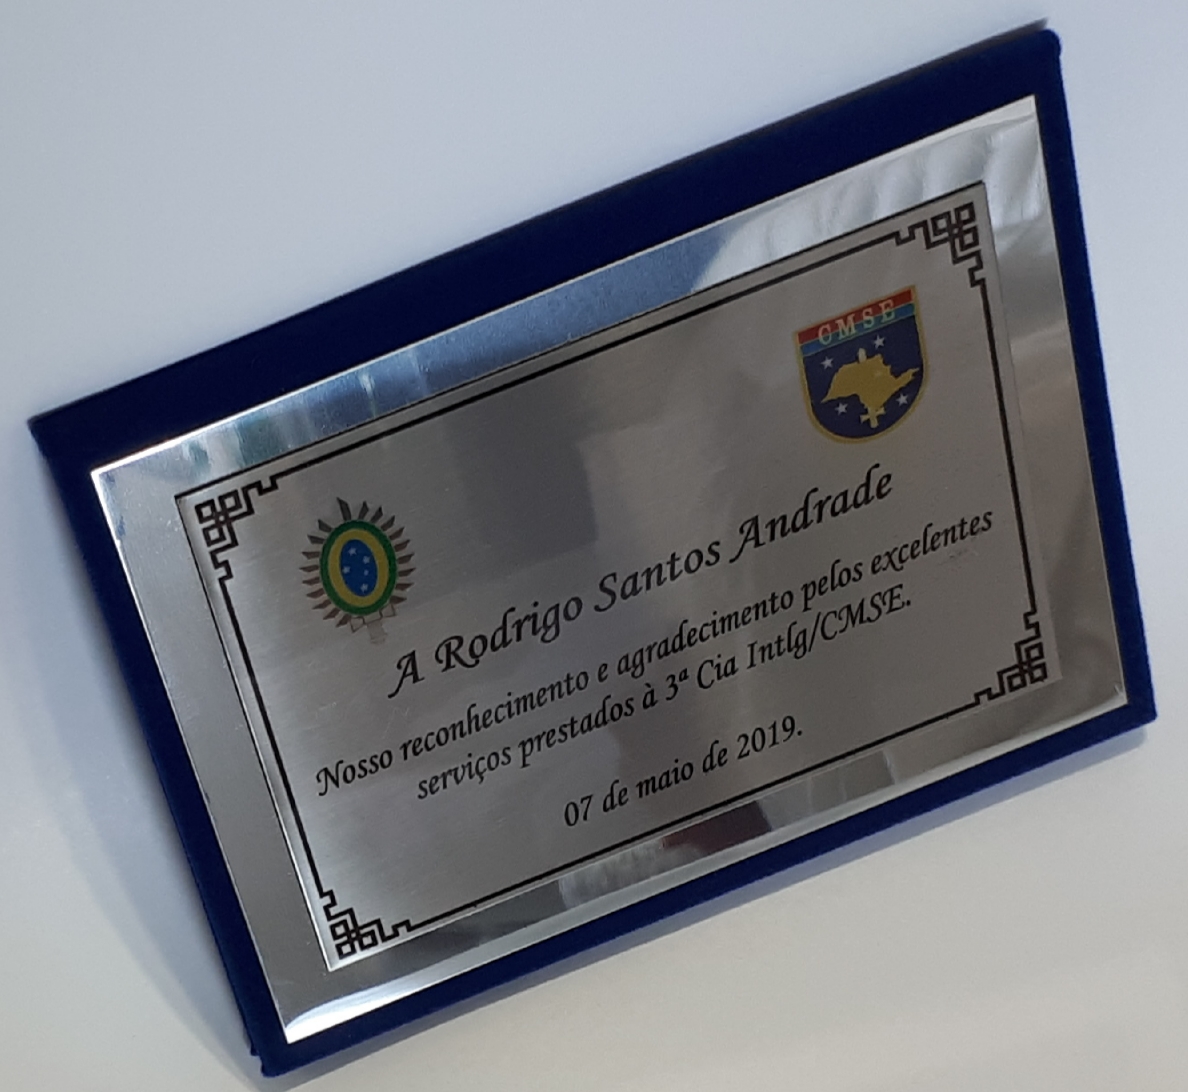 CMSE
A Rodrigo Santos Andrade
Nosso reconhecimento e agradecimento pelos excelentes
serviços prestados à 3ª Cia Intlg/CMSE.
07 de maio de 2019.